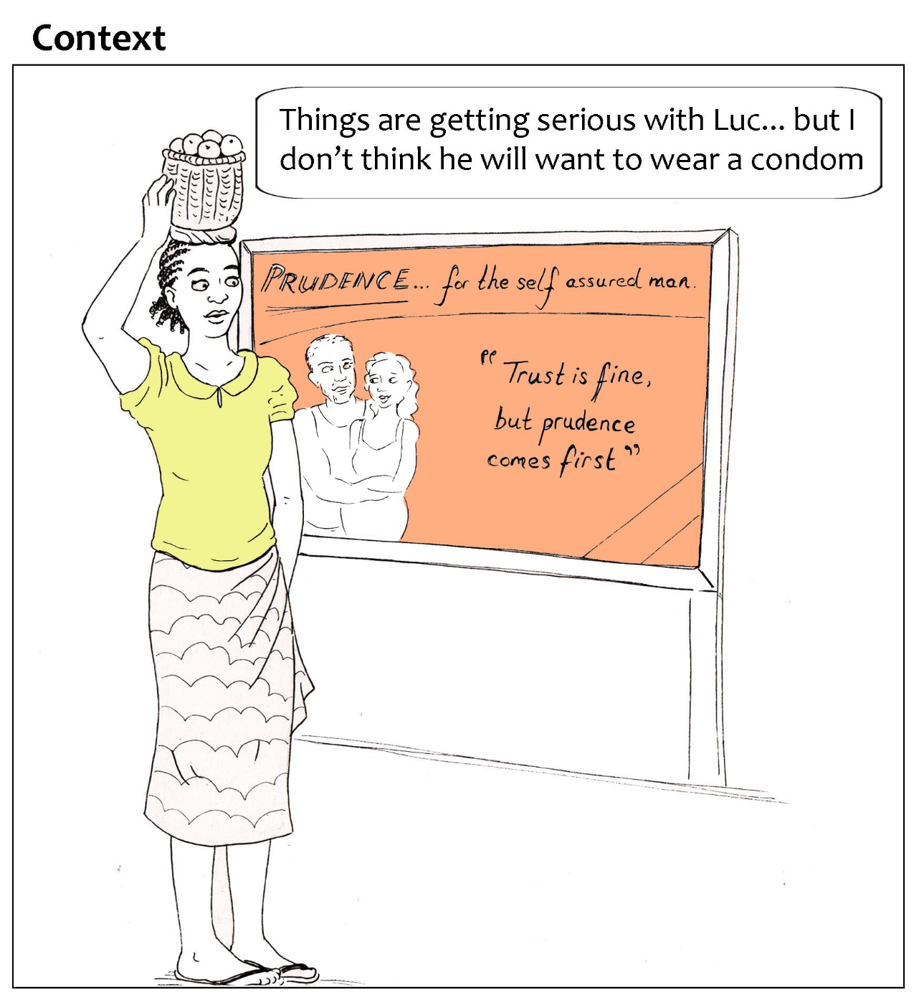 Context
Things are getting serious with Luc... but I
don't think he will want to wear a condom
PRUDENCE... for the self assured man.
"Trust is fine,
but prudence
comes first"